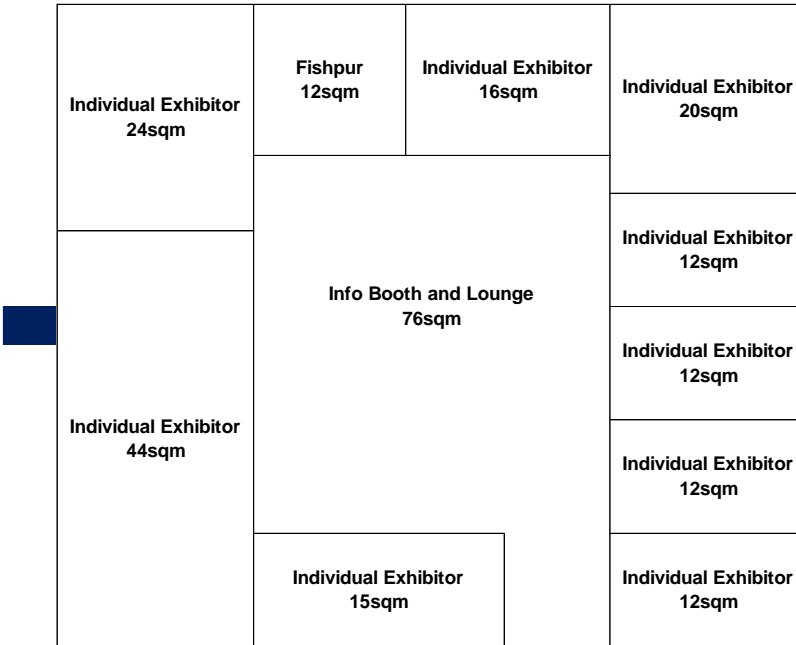 Individual Exhibitor
24sqm
Fishpur
12sqm
Individual Exhibitor
16sqm
Individual Exhibitor
20sqm
Individual Exhibitor
12sqm
Info Booth and Lounge
76sqm
Individual Exhibitor
12sqm
Individual Exhibitor
44sqm
Individual Exhibitor
12sqm
Individual Exhibitor
15sqm
Individual Exhibitor
12sqm